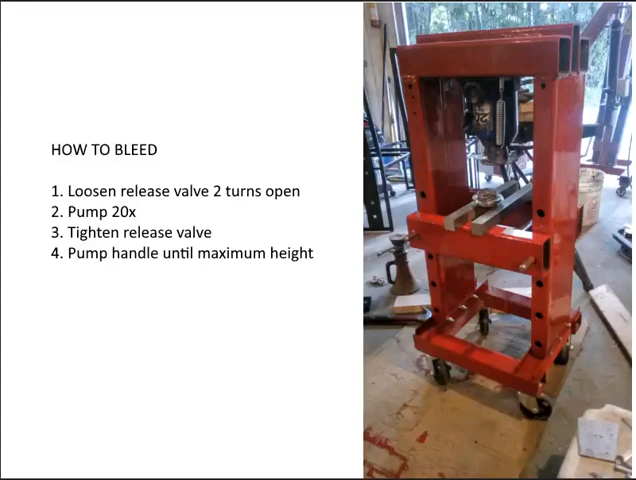 HOW TO BLEED
1. Loosen release valve 2 turns open
2. Pump 20x
3. Tighten release valve
4. Pump handle until maximum height
20